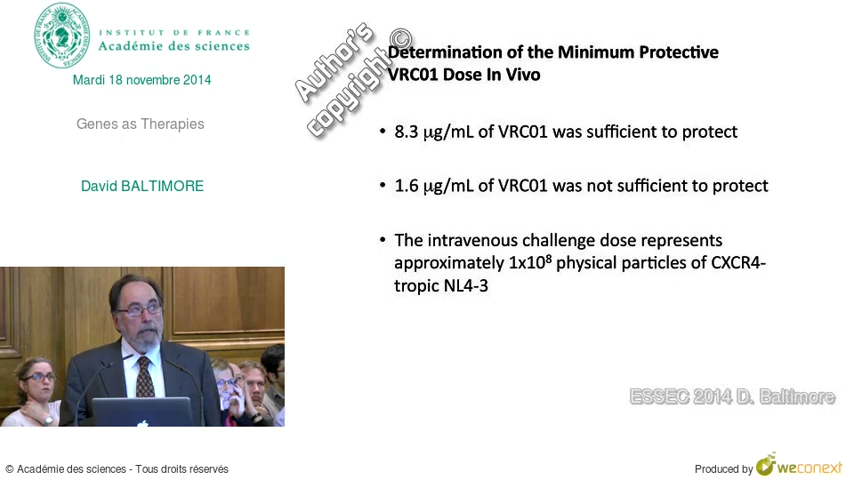 INSTITUT DE FRANCE
Académie des sciences
Mardi 18 novembre 2014
Genes as Therapies
David BALTIMORE
Author's
copyright ©
Determination of the Minimum Protective
VRC01 Dose In Vivo
• 8.3 μg/mL of VRC01 was sufficient to protect
• 1.6 μg/mL of VRC01 was not sufficient to protect
• The intravenous challenge dose represents
approximately 1x10⁸ physical particles of CXCR4-
tropic NL4-3
ESSEC 2014 D. Baltimore
© Académie des sciences - Tous droits réservés
Produced by weconext